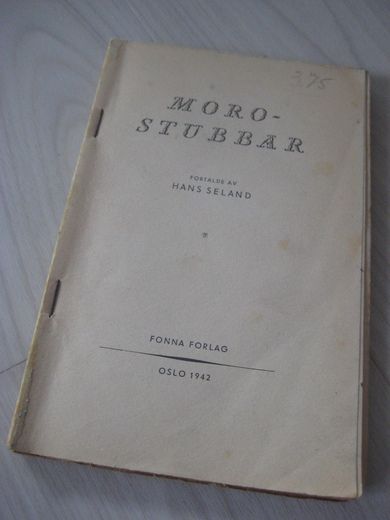 3,75
MORO-
STUBBAR
FORTALDE AV
HANS SELAND
FONNA FORLAG
OSLO 1942